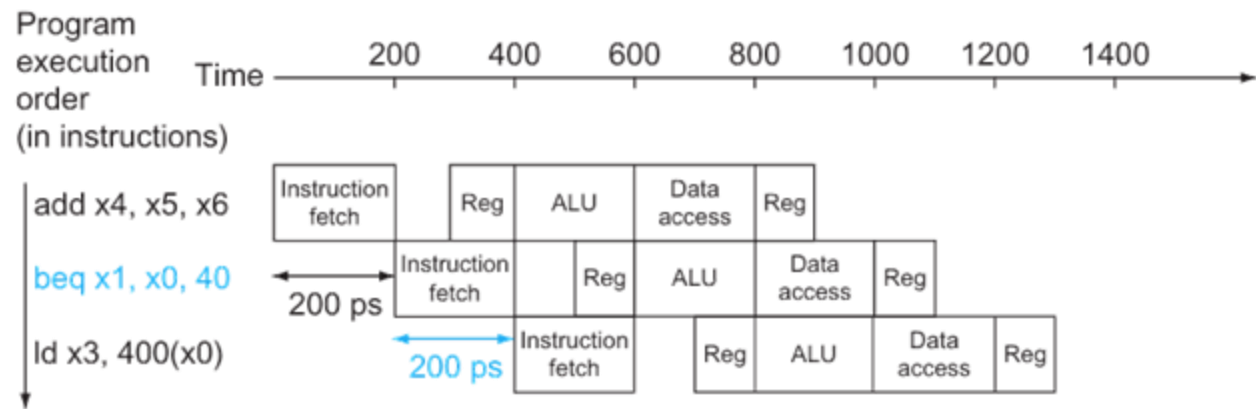 Program
execution
order
(in instructions)
Time
200 400 600 800 1000 1200 1400
add x4, x5, x6
Instruction
fetch
Reg
ALU
Data
access
Reg
beq x1, x0, 40
200 ps
Instruction
fetch
Reg
ALU
Data
access
Reg
ld x3, 400(x0)
200 ps
Instruction
fetch
Reg
ALU
Data
access
Reg